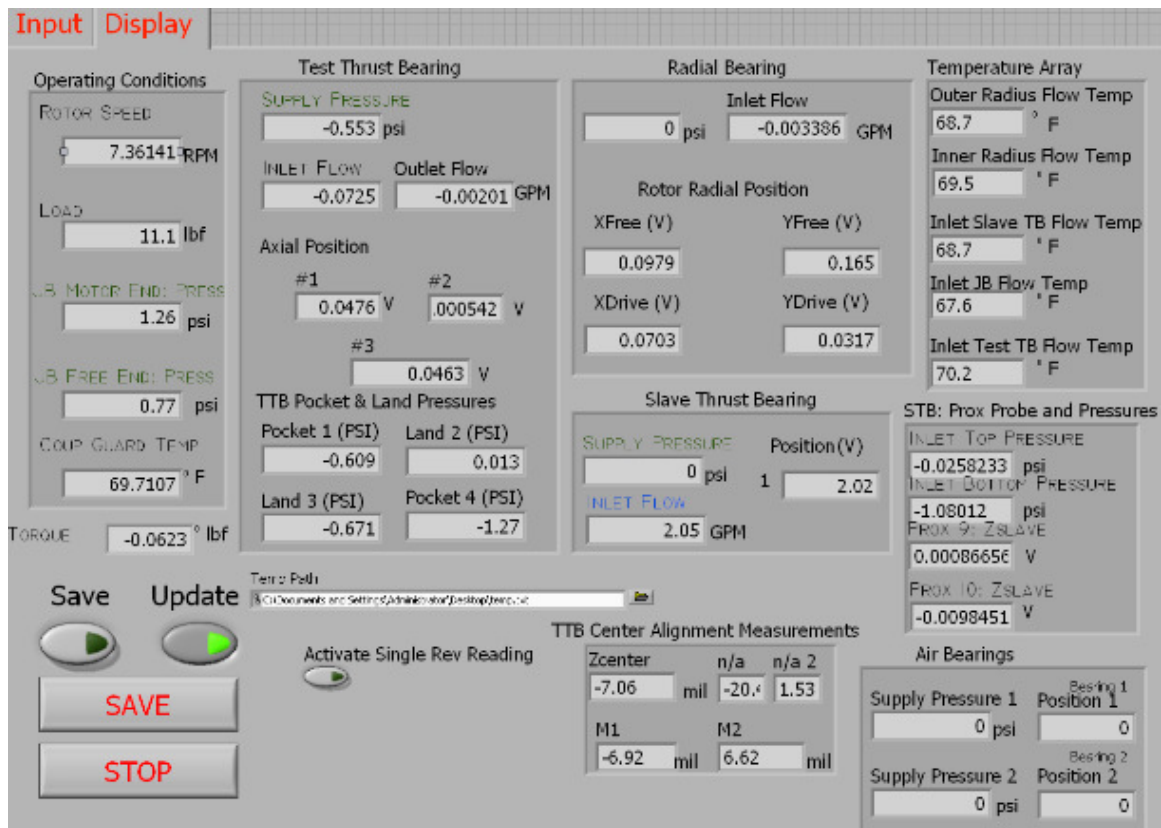 Input Display
Operating Conditions
ROTOR SPEED
7.36141 RPM
LOAD
11.1 lbf
JB MOTOR END: PRESS
1.26 psi
JB FREE END: PRESS
0.77 psi
COUP GUARD TEMP
69.7107 ° F
TORQUE -0.0623 ° lbf
Test Thrust Bearing
SUPPLY PRESSURE
-0.553 psi
INLET FLOW Outlet Flow
-0.0725 -0.00201 GPM
Axial Position
#1 #2
0.0476 V .000542 V
#3
0.0463 V
TTB Pocket & Land Pressures
Pocket 1 (PSI) Land 2 (PSI)
-0.609 0.013
Land 3 (PSI) Pocket 4 (PSI)
-0.671 -1.27
Radial Bearing
Inlet Flow
0 psi -0.003386 GPM
Rotor Radial Position
XFree (V) YFree (V)
0.0979 0.165
XDrive (V) YDrive (V)
0.0703 0.0317
Slave Thrust Bearing
SUPPLY PRESSURE Position(V)
0 psi 1 2.02
INLET FLOW
2.05 GPM
Temperature Array
Outer Radius Flow Temp
68.7 ° F
Inner Radius Flow Temp
69.5 ° F
Inlet Slave TB Flow Temp
68.7 ° F
Inlet JB Flow Temp
67.6 ° F
Inlet Test TB Flow Temp
70.2 ° F
STB: Prox Probe and Pressures
INLET TOP PRESSURE
-0.0258233 psi
INLET BOTTOM PRESSURE
-1.08012 psi
PROX 9: ZSLAVE
0.00086656 V
PROX 10: ZSLAVE
-0.0098451 V
Save Update
SAVE
STOP
Temp Path
C:\Documents and Settings\Administrator\Desktop\temp.txt
Activate Single Rev Reading
TTB Center Alignment Measurements
Zcenter n/a n/a 2
-7.06 mil -20. 1.53
M1 M2
-6.92 mil 6.62 mil
Air Bearings
Bearing 1
Supply Pressure 1 Position 1
0 psi 0
Bearing 2
Supply Pressure 2 Position 2
0 psi 0